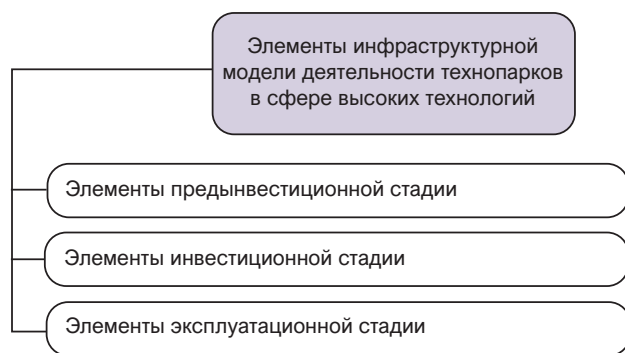 Элементы инфраструктурной
модели деятельности технопарков
в сфере высоких технологий
Элементы предынвестиционной стадии
Элементы инвестиционной стадии
Элементы эксплуатационной стадии